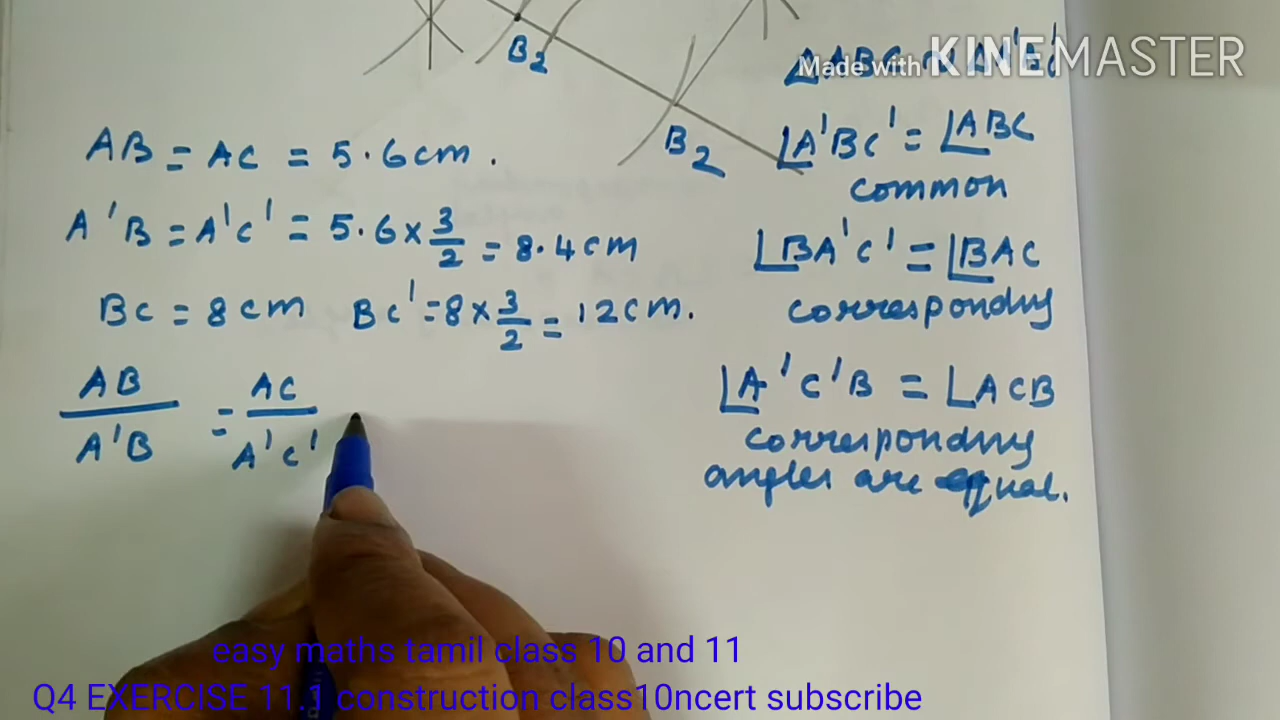 Made with KINEMASTER
B2
B2
AB = AC = 5.6cm.
A'B = A'C' = 5.6 × 3/2 = 8.4cm
BC = 8cm BC' = 8 × 3/2 = 12cm.
AB/A'B = AC/A'C'
∠A'BC' = ∠ABC
common
∠BA'C' = ∠BAC
corresponding
∠A'C'B = ∠ACB
corresponding
angles are equal.
easy maths tamil class 10 and 11
Q4 EXERCISE 11.1 construction class10ncert subscribe